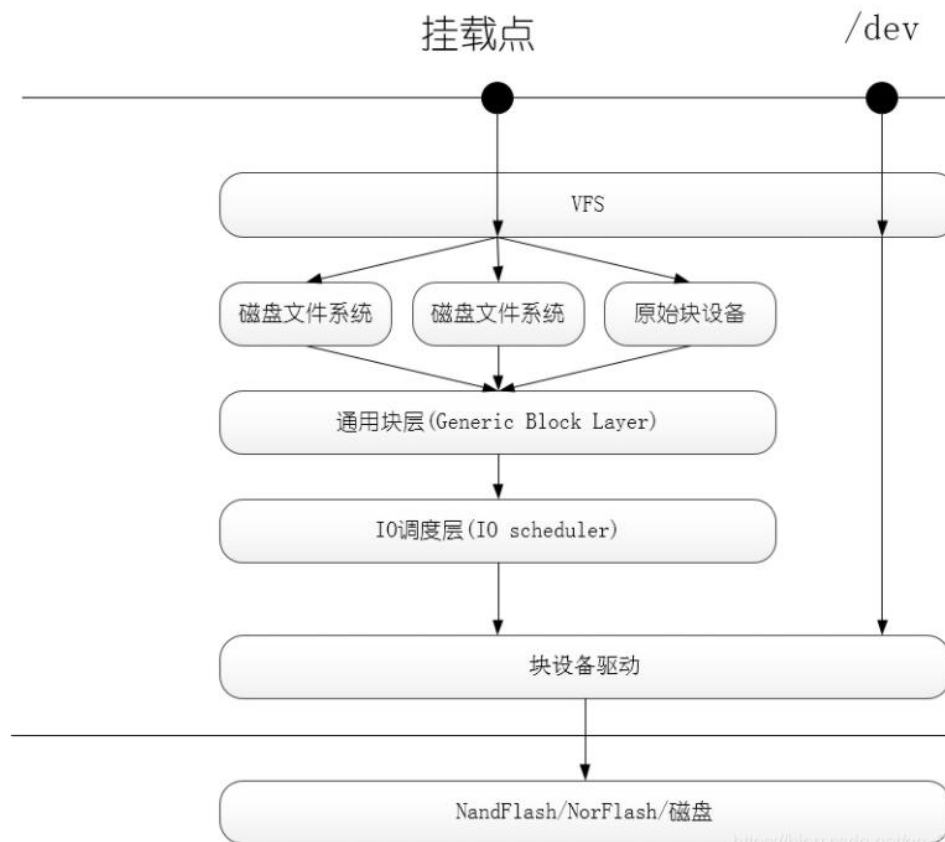 挂载点
/dev
VFS
磁盘文件系统
磁盘文件系统
原始块设备
通用块层(Generic Block Layer)
IO调度层(IO scheduler)
块设备驱动
NandFlash/NorFlash/磁盘